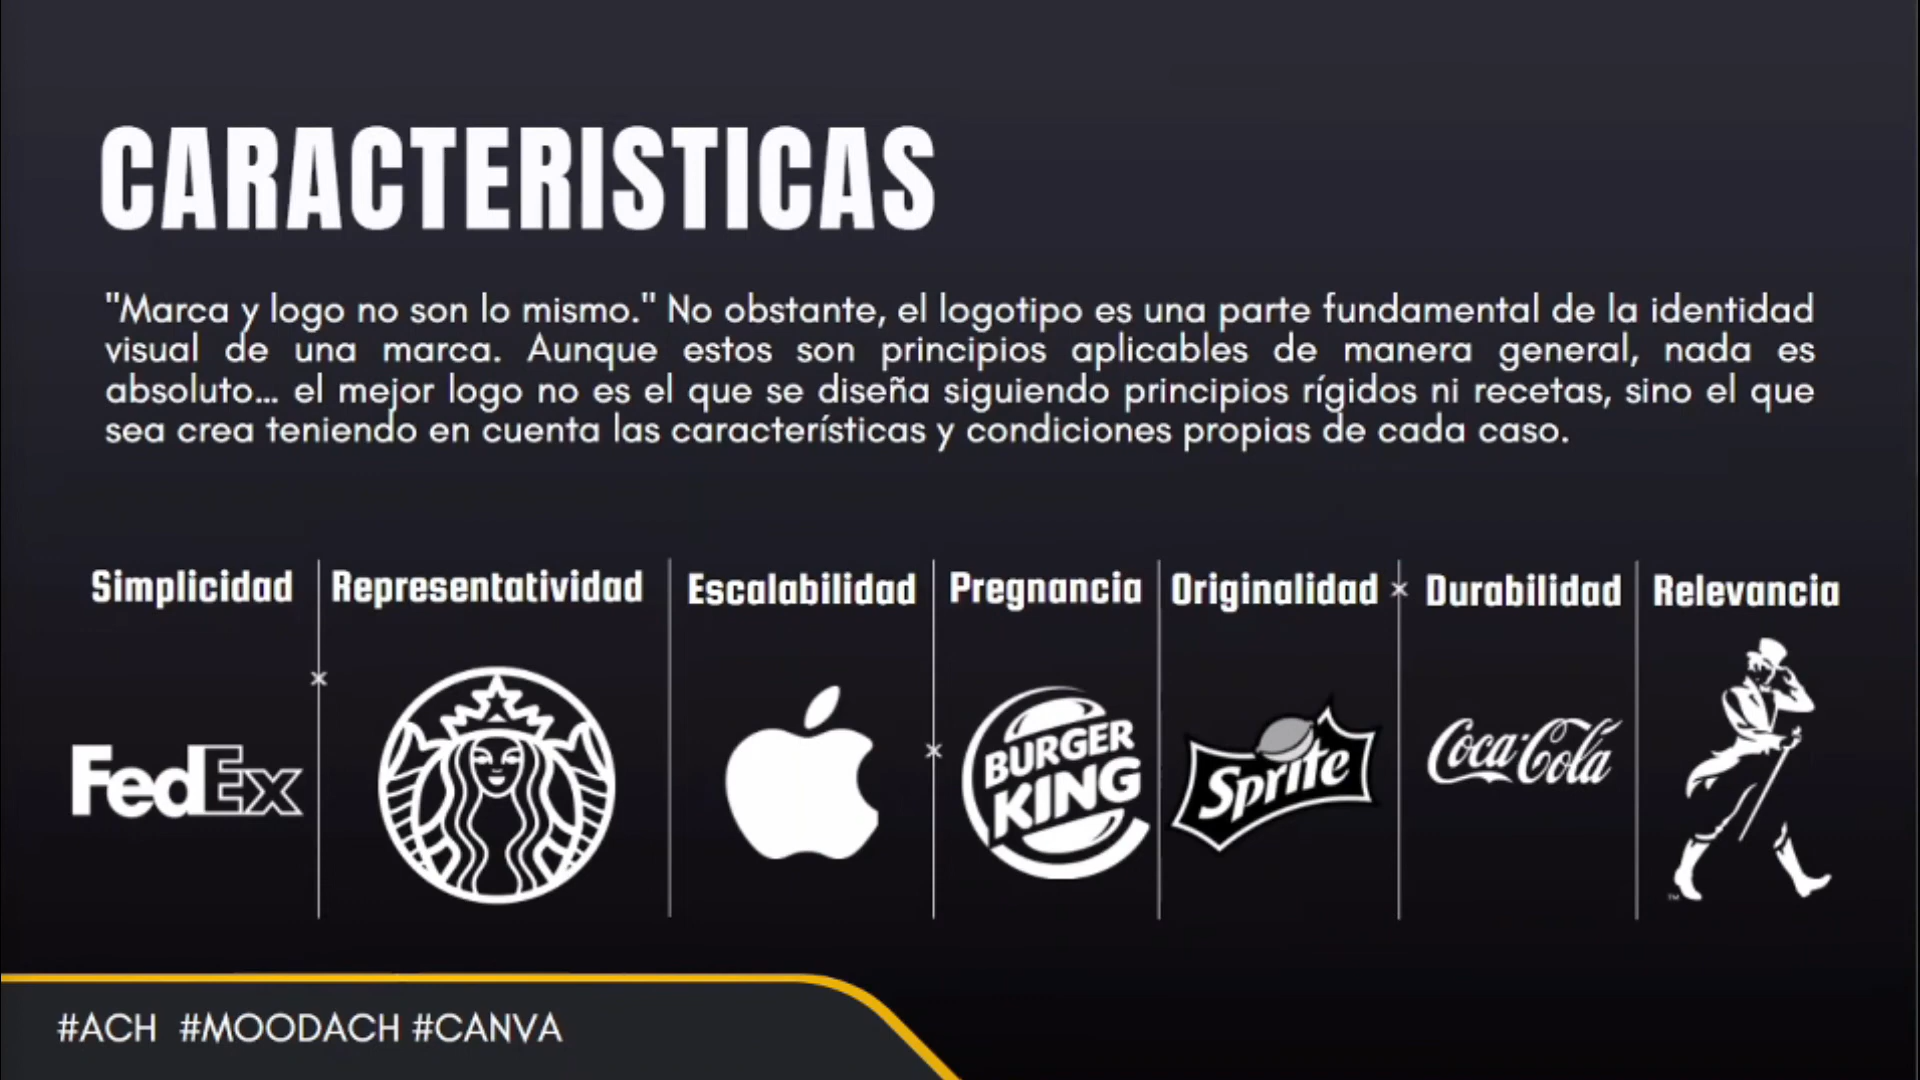 CARACTERISTICAS
"Marca y logo no son lo mismo." No obstante, el logotipo es una parte fundamental de la identidad
visual de una marca. Aunque estos son principios aplicables de manera general, nada es
absoluto... el mejor logo no es el que se diseña siguiendo principios rígidos ni recetas, sino el que
sea crea teniendo en cuenta las características y condiciones propias de cada caso.
Simplicidad
Representatividad
Escalabilidad
Pregnancia
Originalidad
Durabilidad
Relevancia
FedEx
BURGER
KING
Sprite
Coca-Cola
TM
#ACH #MOODACH #CANVA